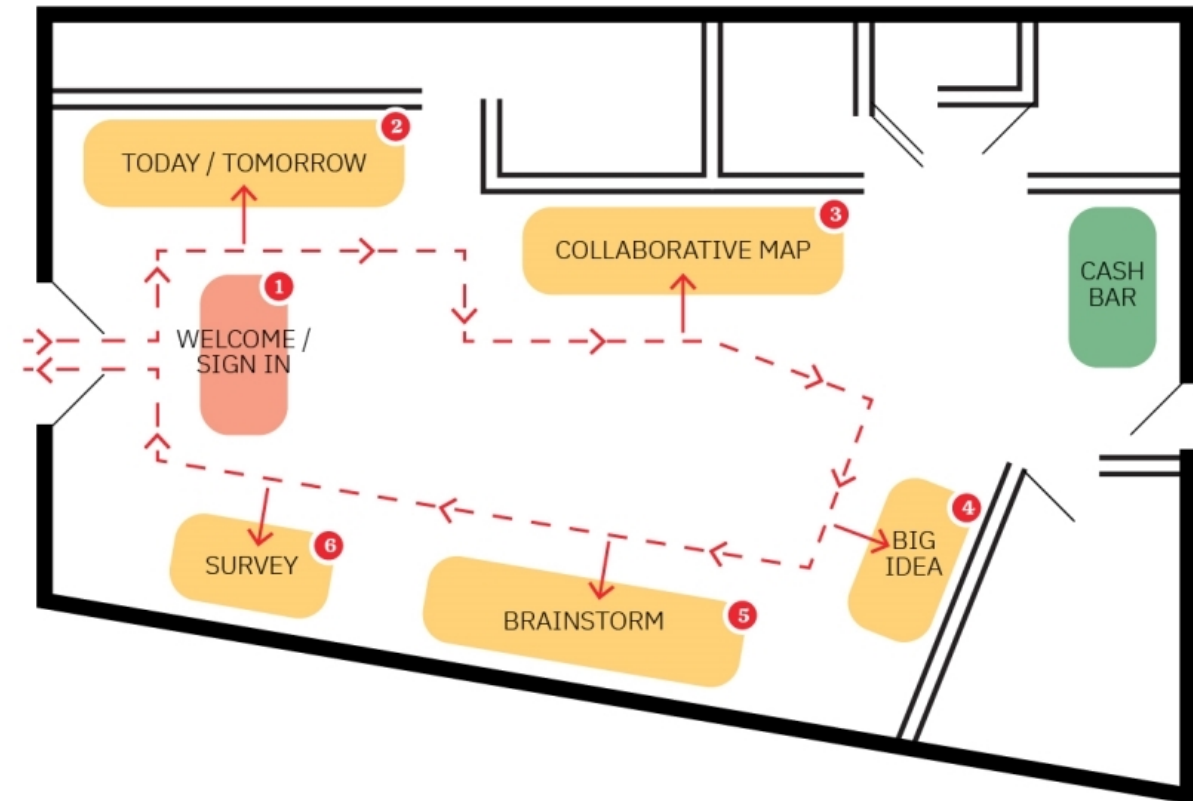 2
TODAY / TOMORROW
3
COLLABORATIVE MAP
1
WELCOME /
SIGN IN
CASH
BAR
4
BIG
IDEA
6
SURVEY
5
BRAINSTORM